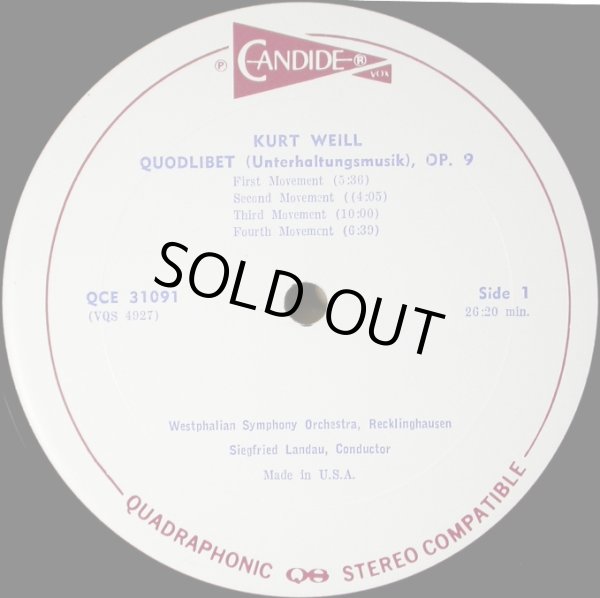 ℗ CANDIDE ®
VOX
KURT WEILL
QUODLIBET (Unterhaltungsmusik), OP. 9
First Movement (5:36)
Second Movement ((4:05)
Third Movement (10:00)
Fourth Movement (6:39)
SOLD OUT
QCE 31091
(VQS 4927)
Side 1
26:20 min.
Westphalian Symphony Orchestra, Recklinghausen
Siegfried Landau, Conductor
Made in U.S.A.
QUADRAPHONIC QS STEREO COMPATIBLE